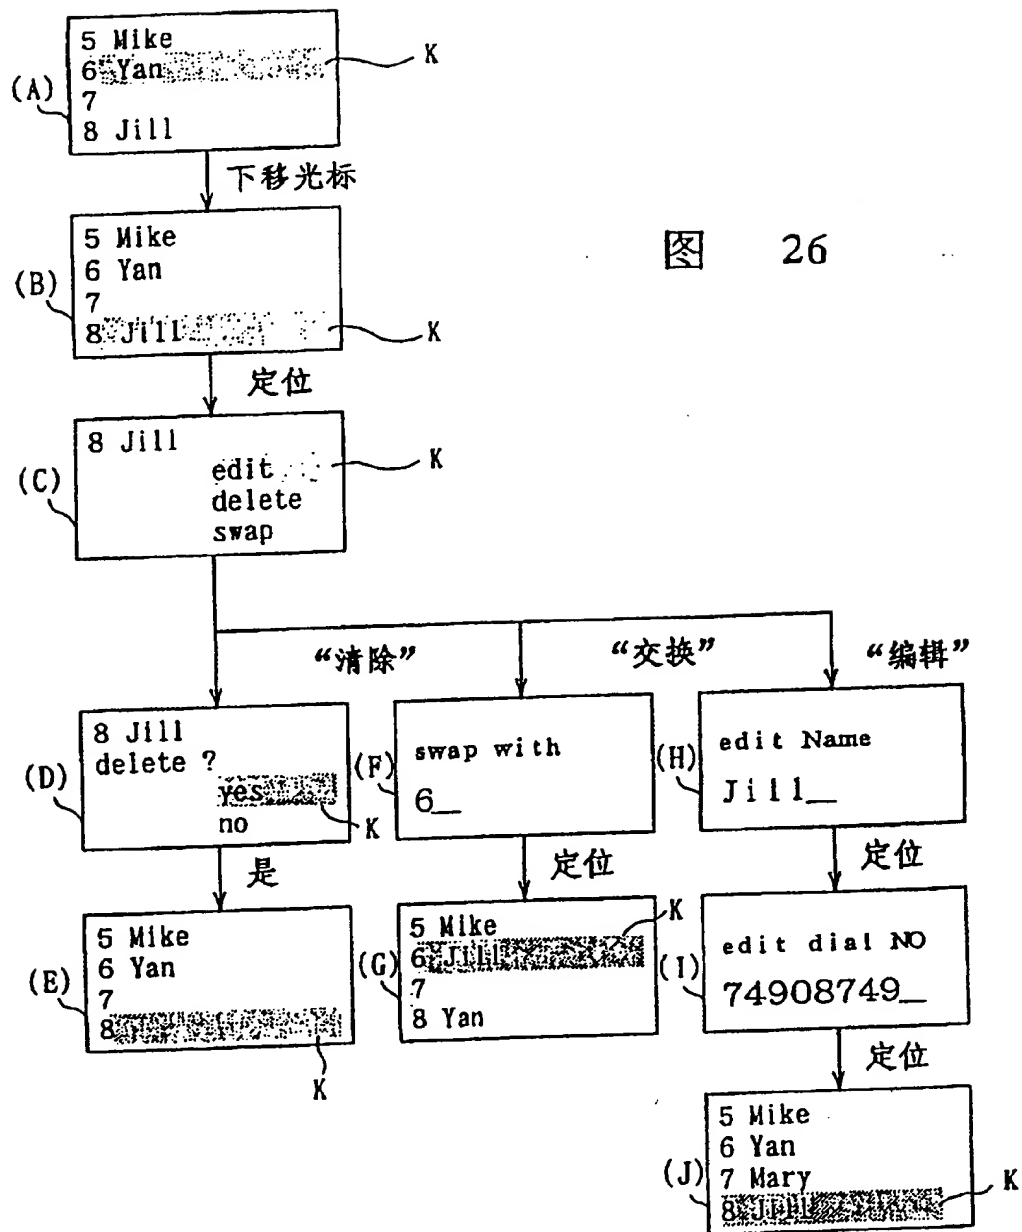 5 Mike
6 Yan
7
8 Jill
(A)
K
下移光标
5 Mike
6 Yan
7
8 Jill
(B)
K
图 26
定位
8 Jill
edit
delete
swap
(C)
K
“清除”
“交换”
“编辑”
8 Jill
delete ?
yes
no
(D)
K
swap with
6_
(F)
edit Name
Jill_
(H)
是
定位
定位
5 Mike
6 Yan
7
8
(E)
K
5 Mike
6 Jill
7
8 Yan
(G)
K
edit dial NO
74908749_
(I)
定位
5 Mike
6 Yan
7 Mary
8 Jill
(J)
K